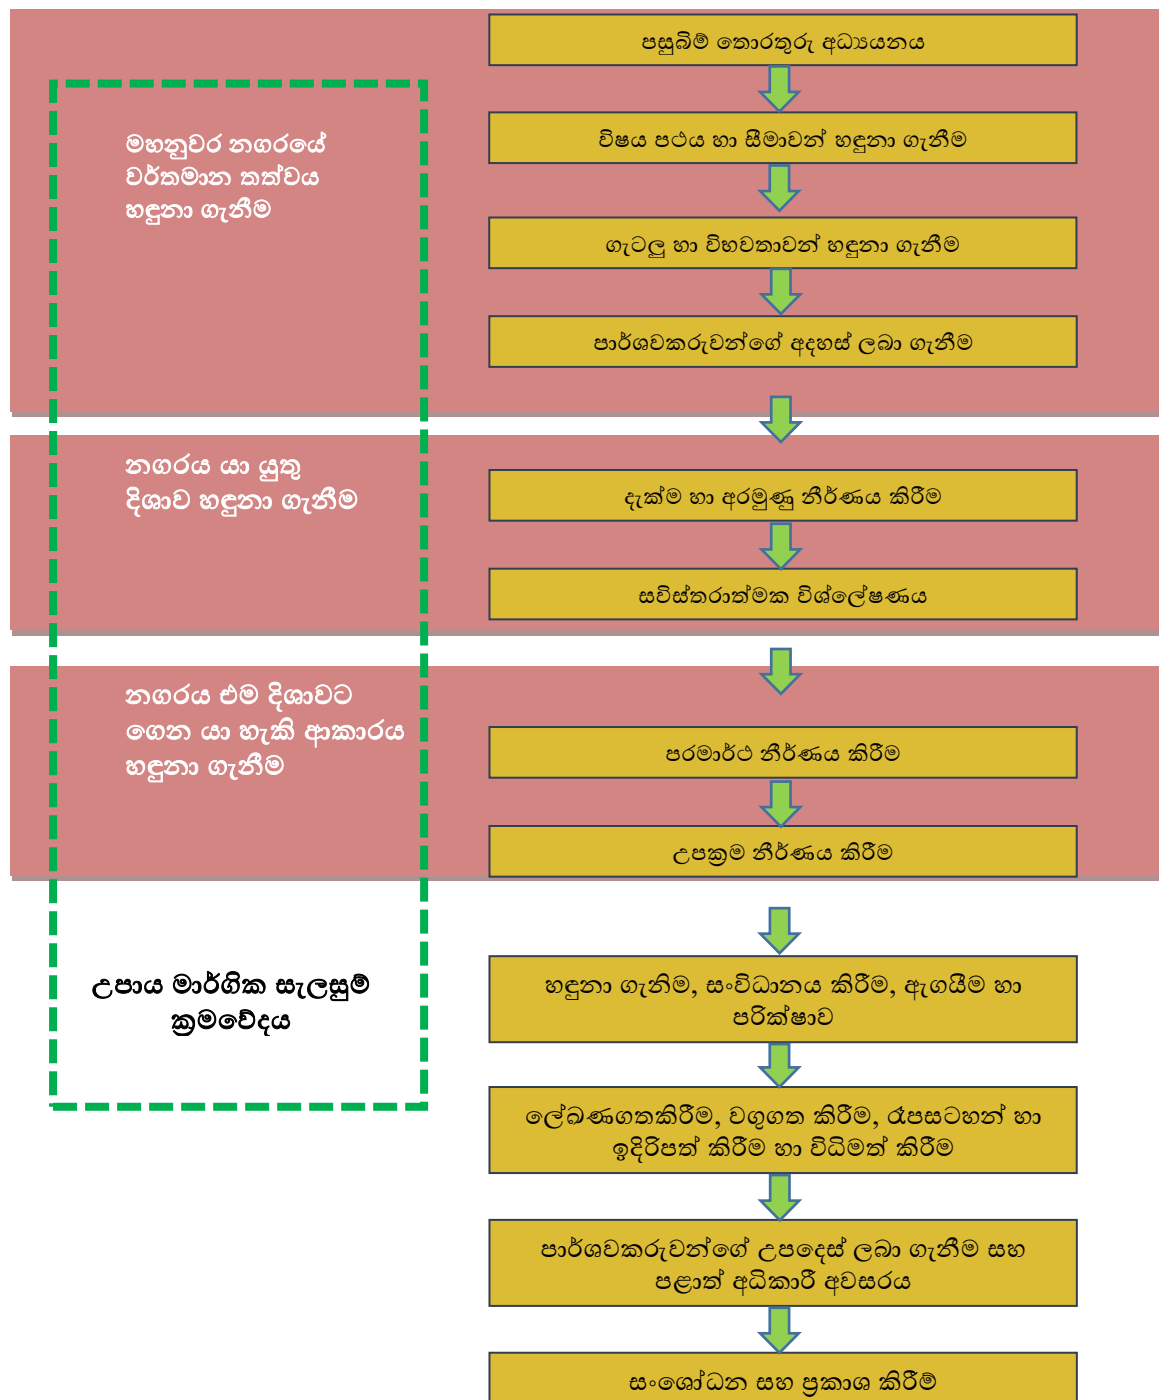 පසුබිම් තොරතුරු අධ්‍යයනය
මහනුවර නගරයේ
වර්තමාන තත්වය
හඳුනා ගැනීම
විෂය පථය හා සීමාවන් හඳුනා ගැනීම
ගැටලු හා විභවතාවන් හඳුනා ගැනීම
පාර්ශවකරුවන්ගේ අදහස් ලබා ගැනීම
නගරය යා යුතු
දිශාව හඳුනා ගැනීම
දැක්ම හා අරමුණු නීර්ණය කිරීම
සවිස්තරාත්මක විශ්ලේෂණය
නගරය එම දිශාවට
ගෙන යා හැකි ආකාරය
හඳුනා ගැනීම
පරමාර්ථ නීර්ණය කිරීම
උපක්‍රම නීර්ණය කිරීම
උපාය මාර්ගික සැලසුම්
ක්‍රමවේදය
හඳුනා ගැනිම, සංවිධානය කිරීම, ඇගයීම හා
පරික්ෂාව
ලේඛණගතකිරීම, වගුගත කිරීම, රෑපසටහන් හා
ඉදිරිපත් කිරීම හා විධිමත් කිරීම
පාර්ශවකරුවන්ගේ උපදෙස් ලබා ගැනීම සහ
පළාත් අධිකාරී අවසරය
සංශෝධන සහ ප්‍රකාශ කිරීම්